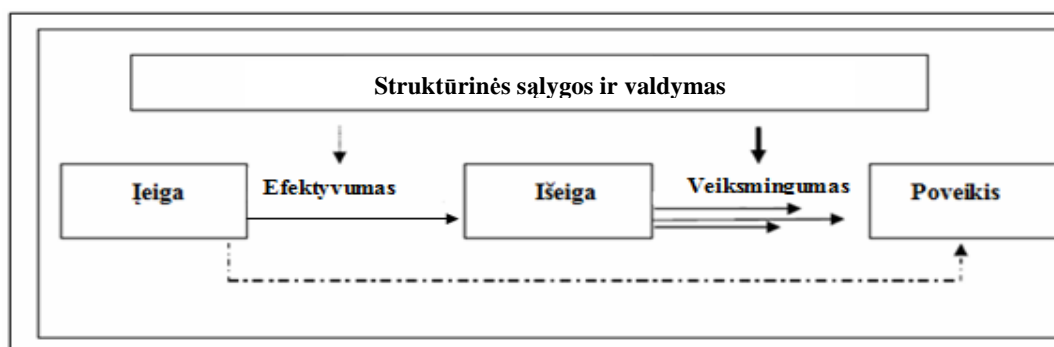 Struktūrinės sąlygos ir valdymas
Įeiga
Efektyvumas
Išeiga
Veiksmingumas
Poveikis